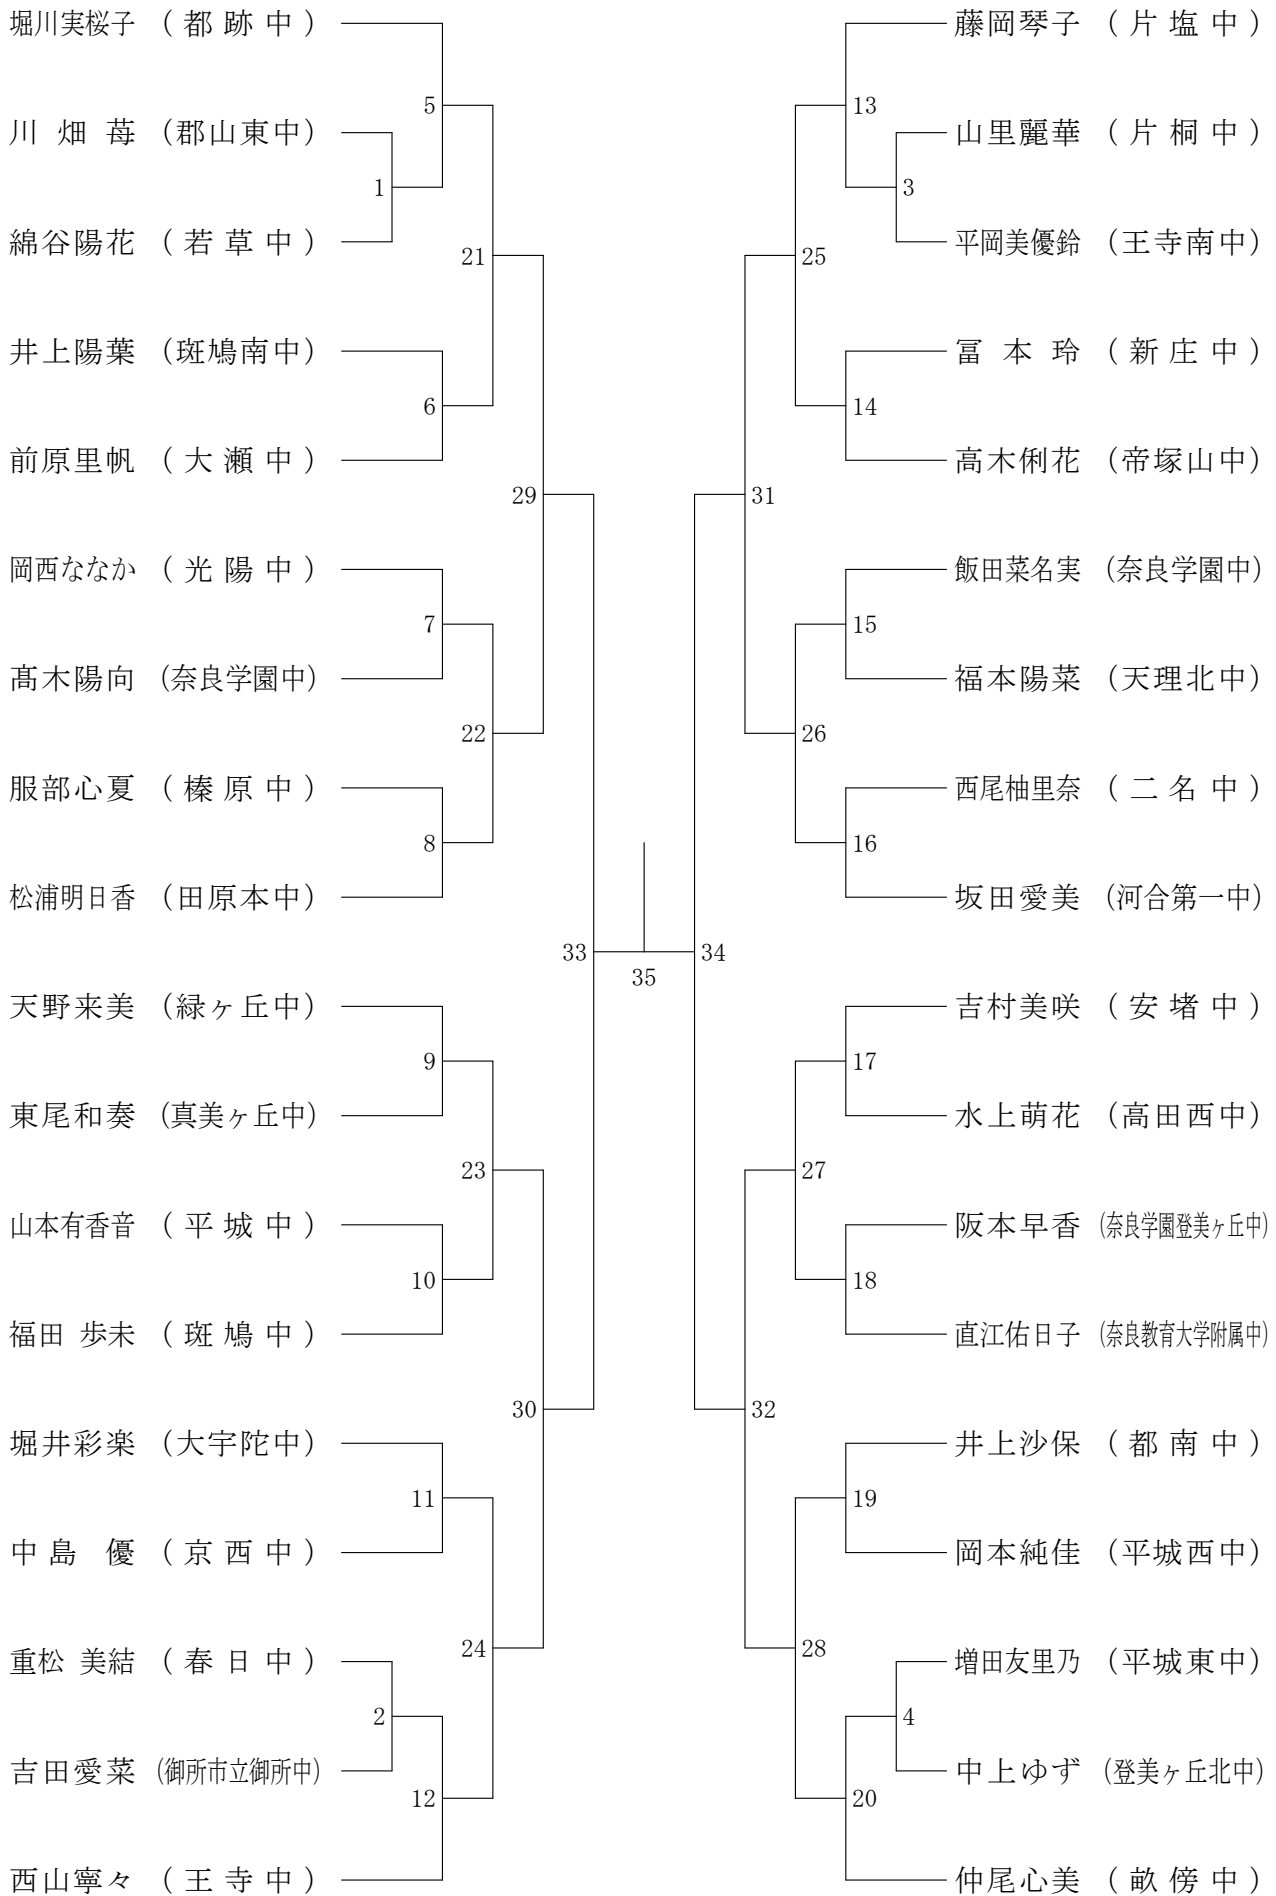 堀川実桜子 (都跡中)
川畑苺 (郡山東中)
綿谷陽花 (若草中)
井上陽葉 (斑鳩南中)
前原里帆 (大瀬中)
岡西ななか (光陽中)
髙木陽向 (奈良学園中)
服部心夏 (榛原中)
松浦明日香 (田原本中)
天野来美 (緑ヶ丘中)
東尾和奏 (真美ヶ丘中)
山本有香音 (平城中)
福田 歩未 (斑鳩中)
堀井彩楽 (大宇陀中)
中島 優 (京西中)
重松 美結 (春日中)
吉田愛菜 (御所市立御所中)
西山寧々 (王寺中)
1
2
5
6
7
8
9
10
11
12
21
22
23
24
29
30
33
35
34
31
32
25
26
27
28
13
14
15
16
17
18
19
20
3
4
藤岡琴子 (片塩中)
山里麗華 (片桐中)
平岡美優鈴 (王寺南中)
冨本玲 (新庄中)
高木俐花 (帝塚山中)
飯田菜名実 (奈良学園中)
福本陽菜 (天理北中)
西尾柚里奈 (二名中)
坂田愛美 (河合第一中)
吉村美咲 (安堵中)
水上萌花 (高田西中)
阪本早香 (奈良学園登美ヶ丘中)
直江佑日子 (奈良教育大学附属中)
井上沙保 (都南中)
岡本純佳 (平城西中)
増田友里乃 (平城東中)
中上ゆず (登美ヶ丘北中)
仲尾心美 (畝傍中)